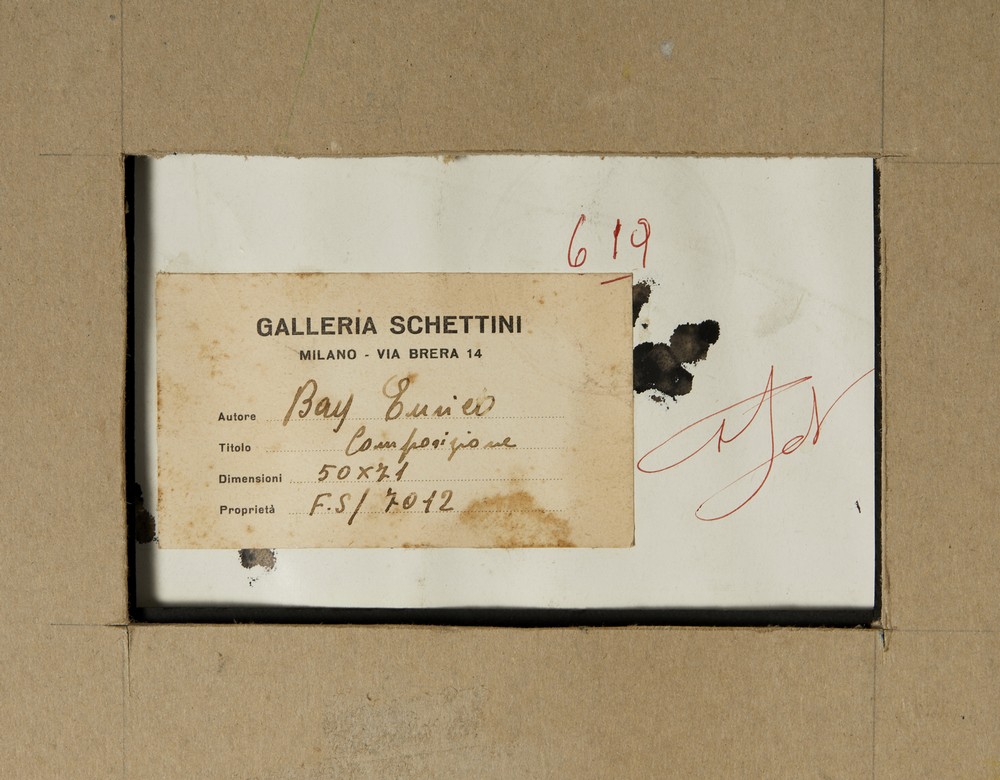 619
GALLERIA SCHETTINI
MILANO - VIA BRERA 14
Autore Bay Enrico
Titolo Composizione
Dimensioni 50x71
Proprietà F.S/ 7012